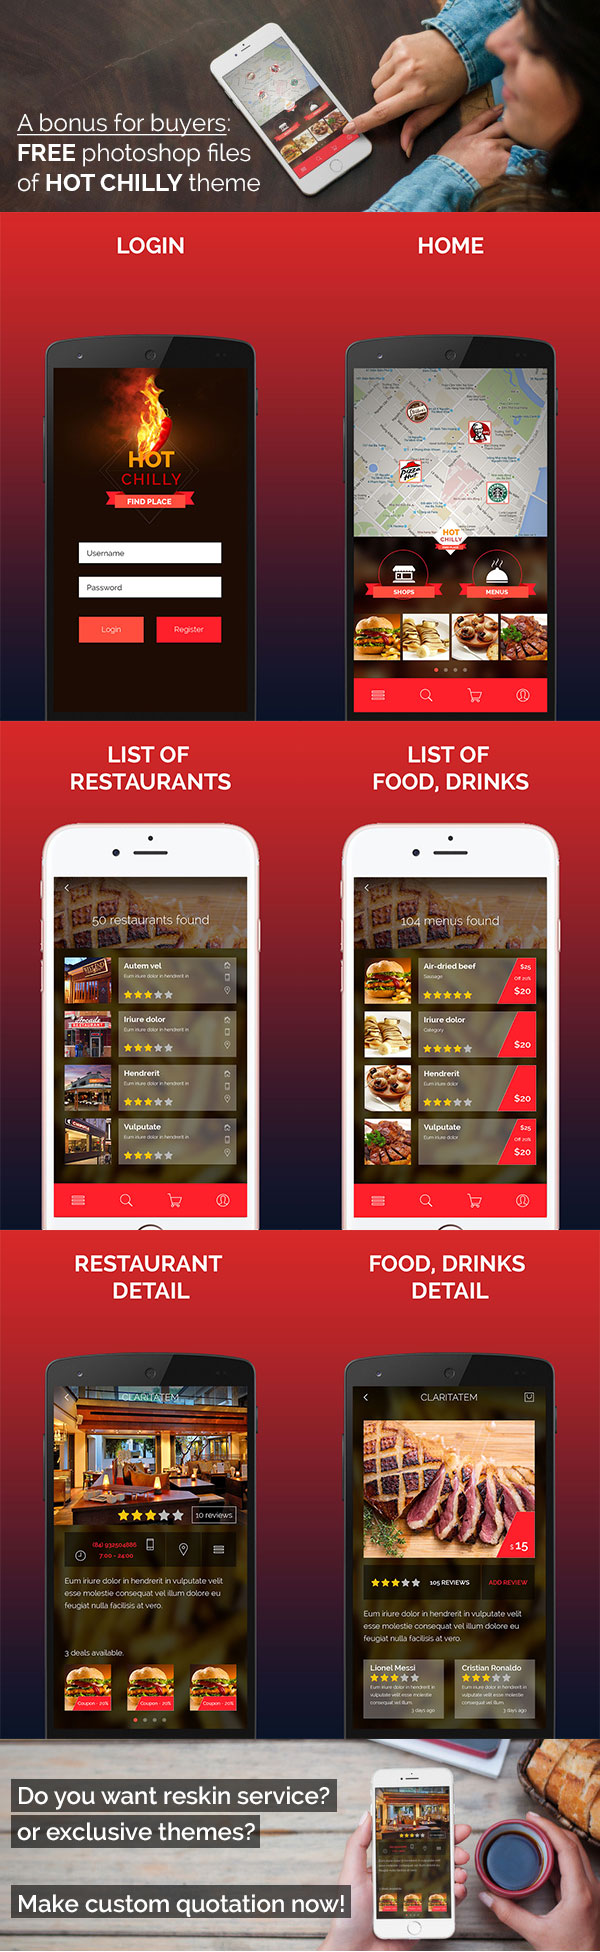 A bonus for buyers:
FREE photoshop files
of HOT CHILLY theme
LOGIN
HOME
HOT
CHILLY
FIND PLACE
Username
Password
Login
Register
Pizza
Hut
KFC
HOT
CHILLY
FIND PLACE
SHOPS
MENUS
LIST OF
RESTAURANTS
LIST OF
FOOD, DRINKS
50 restaurants found
Autem vel
Eum iriure dolor in hendrerit in
Arcade
RESTAURANT
Iriure dolor
Eum iriure dolor in hendrerit in
Hendrerit
Eum iriure dolor in hendrerit in
Vulputate
Eum iriure dolor in hendrerit in
104 menus found
Air-dried beef
Sausage
$25
Off 20%
$20
Iriure dolor
Category
$20
Hendrerit
Eum iriure dolor
$20
Vulputate
Eum iriure dolor
$25
Off 20%
$20
RESTAURANT
DETAIL
FOOD, DRINKS
DETAIL
CLARITATEM
10 reviews
(84) 932504686
7:00 - 24:00
Eum iriure dolor in hendrerit in vulputate velit
esse molestie consequat vel illum dolore eu
feugiat nulla facilisis at vero.
3 deals available.
Coupon - 20%
Coupon - 20%
Coupon - 20%
CLARITATEM
$ 15
105 REVIEWS
ADD REVIEW
Eum iriure dolor in hendrerit in vulputate velit
esse molestie consequat vel illum dolore eu
feugiat nulla facilisis at vero.
Lionel Messi
Eum iriure dolor in hendrerit in
vulputate velit esse molestie
consequat vel illum.
3 days ago
Cristian Ronaldo
Eum iriure dolor in hendrerit in
vulputate velit esse molestie
consequat vel illum.
3 days ago
Do you want reskin service?
or exclusive themes?
Make custom quotation now!